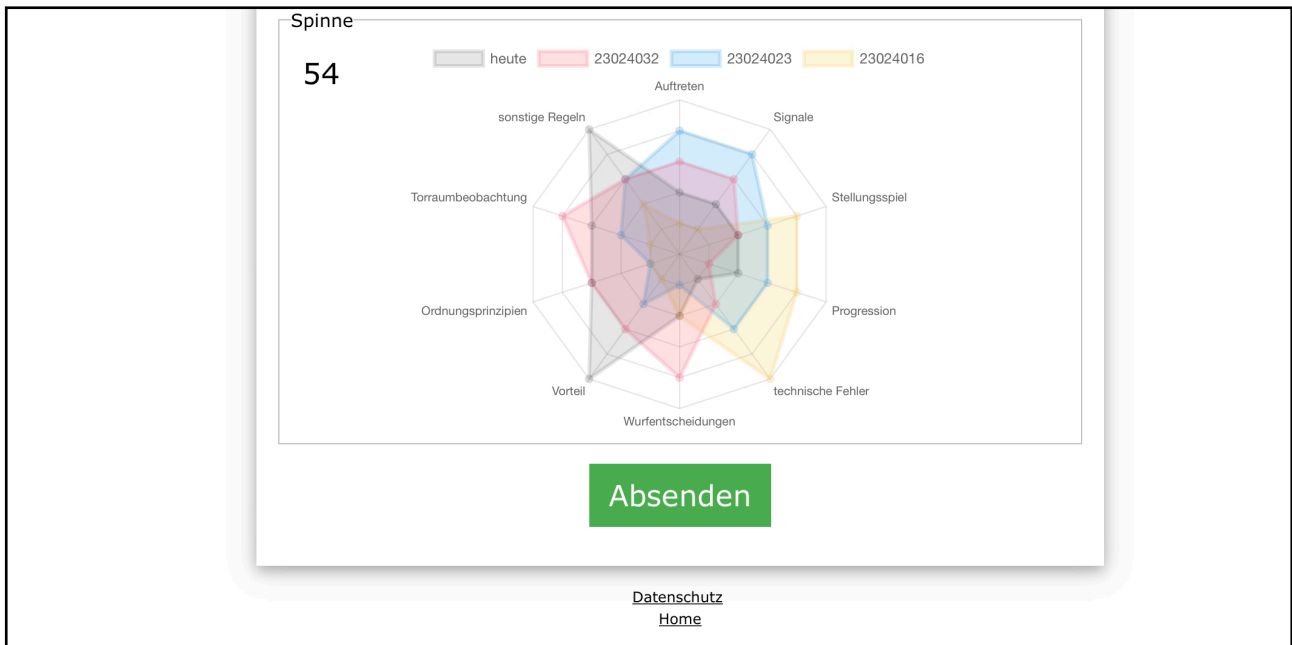 Spinne
54
heute 23024032 23024023 23024016
Auftreten
sonstige Regeln Signale
Torraumbeobachtung Stellungsspiel
Ordnungsprinzipien Progression
Vorteil technische Fehler
Wurfentscheidungen
Absenden
Datenschutz
Home